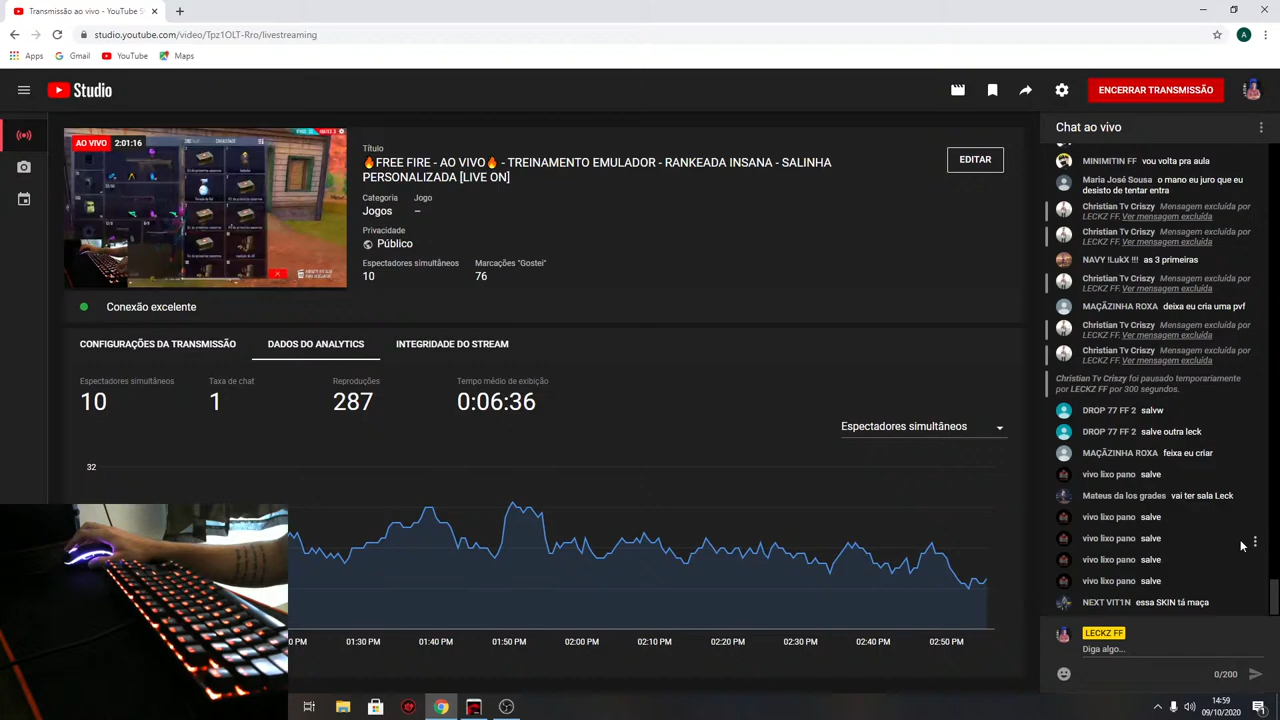 Transmissão ao vivo - YouTube S
studio.youtube.com/video/Tpz1OLT-Rro/livestreaming
A
Apps
Gmail
YouTube
Maps
Studio
ENCERRAR TRANSMISSÃO
AO VIVO 2:01:16
Título
🔥FREE FIRE - AO VIVO🔥 - TREINAMENTO EMULADOR - RANKEADA INSANA - SALINHA
PERSONALIZADA [LIVE ON]
EDITAR
Categoria Jogo
Jogos –
Privacidade
Público
Espectadores simultâneos Marcações "Gostei"
10 76
Conexão excelente
CONFIGURAÇÕES DA TRANSMISSÃO DADOS DO ANALYTICS INTEGRIDADE DO STREAM
Espectadores simultâneos Taxa de chat Reproduções Tempo médio de exibição
10 1 287 0:06:36
Espectadores simultâneos
32
0 PM 01:30 PM 01:40 PM 01:50 PM 02:00 PM 02:10 PM 02:20 PM 02:30 PM 02:40 PM 02:50 PM
Chat ao vivo
MINIMITIN FF vou volta pra aula
Maria José Sousa o mano eu juro que eu
desisto de tentar entra
Christian Tv Criszy Mensagem excluída por
LECKZ FF. Ver mensagem excluída
Christian Tv Criszy Mensagem excluída por
LECKZ FF. Ver mensagem excluída
NAVY !LukX !!! as 3 primeiras
Christian Tv Criszy Mensagem excluída por
LECKZ FF. Ver mensagem excluída
MAÇÃZINHA ROXA deixa eu cria uma pvf
Christian Tv Criszy Mensagem excluída por
LECKZ FF. Ver mensagem excluída
Christian Tv Criszy Mensagem excluída por
LECKZ FF. Ver mensagem excluída
Christian Tv Criszy foi pausado temporariamente
por LECKZ FF por 300 segundos.
DROP 77 FF 2 salvw
DROP 77 FF 2 salve outra leck
MAÇÃZINHA ROXA feixa eu criar
vivo lixo pano salve
Mateus da los grades vai ter sala Leck
vivo lixo pano salve
vivo lixo pano salve
vivo lixo pano salve
vivo lixo pano salve
NEXT VIT1N essa SKIN tá maça
LECKZ FF
Diga algo...
0/200
14:59
09/10/2020
1